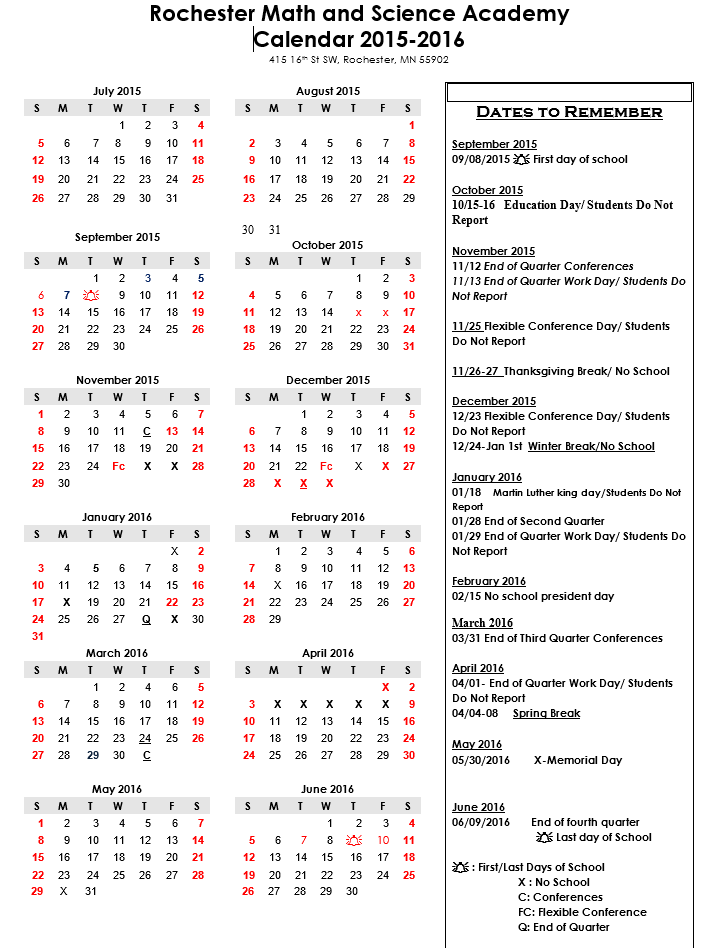 Rochester Math and Science Academy
Calendar 2015-2016
415 16th St SW, Rochester, MN 55902
July 2015
S M T W T F S
1 2 3 4
5 6 7 8 9 10 11
12 13 14 15 16 17 18
19 20 21 22 23 24 25
26 27 28 29 30 31
August 2015
S M T W T F S
1
2 3 4 5 6 7 8
9 10 11 12 13 14 15
16 17 18 19 20 21 22
23 24 25 26 27 28 29
30 31
September 2015
S M T W T F S
1 2 3 4 5
6 7 9 10 11 12
13 14 15 16 17 18 19
20 21 22 23 24 25 26
27 28 29 30
October 2015
S M T W T F S
1 2 3
4 5 6 7 8 9 10
11 12 13 14 x x 17
18 19 20 21 22 23 24
25 26 27 28 29 30 31
November 2015
S M T W T F S
1 2 3 4 5 6 7
8 9 10 11 C 13 14
15 16 17 18 19 20 21
22 23 24 Fc X X 28
29 30
December 2015
S M T W T F S
1 2 3 4 5
6 7 8 9 10 11 12
13 14 15 16 17 18 19
20 21 22 Fc X X 27
28 X X X
January 2016
S M T W T F S
X 2
3 4 5 6 7 8 9
10 11 12 13 14 15 16
17 X 19 20 21 22 23
24 25 26 27 Q X 30
31
February 2016
S M T W T F S
1 2 3 4 5 6
7 8 9 10 11 12 13
14 X 16 17 18 19 20
21 22 23 24 25 26 27
28 29
March 2016
S M T W T F S
1 2 4 6 5
6 7 8 9 10 11 12
13 14 15 16 17 18 19
20 21 22 23 24 25 26
27 28 29 30 C
April 2016
S M T W T F S
X 2
3 X X X X X 9
10 11 12 13 14 15 16
17 18 19 20 21 22 23
24 25 26 27 28 29 30
May 2016
S M T W T F S
1 2 3 4 5 6 7
8 9 10 11 12 13 14
15 16 17 18 19 20 21
22 23 24 25 26 27 28
29 X 31
June 2016
S M T W T F S
1 2 3 4
5 6 7 8 10 11
12 13 14 15 16 17 18
19 20 21 22 23 24 25
26 27 28 29 30
Dates to Remember
September 2015
09/08/2015 First day of school
October 2015
10/15-16 Education Day/ Students Do Not
Report
November 2015
11/12 End of Quarter Conferences
11/13 End of Quarter Work Day/ Students Do
Not Report
11/25 Flexible Conference Day/ Students
Do Not Report
11/26-27 Thanksgiving Break/ No School
December 2015
12/23 Flexible Conference Day/ Students
Do Not Report
12/24-Jan 1st Winter Break/No School
January 2016
01/18 Martin Luther king day/Students Do Not
Report
01/28 End of Second Quarter
01/29 End of Quarter Work Day/ Students Do
Not Report
February 2016
02/15 No school president day
March 2016
03/31 End of Third Quarter Conferences
April 2016
04/01- End of Quarter Work Day/ Students
Do Not Report
04/04-08 Spring Break
May 2016
05/30/2016 X-Memorial Day
June 2016
06/09/2016 End of fourth quarter
Last day of School
: First/Last Days of School
X : No School
C: Conferences
FC: Flexible Conference
Q: End of Quarter